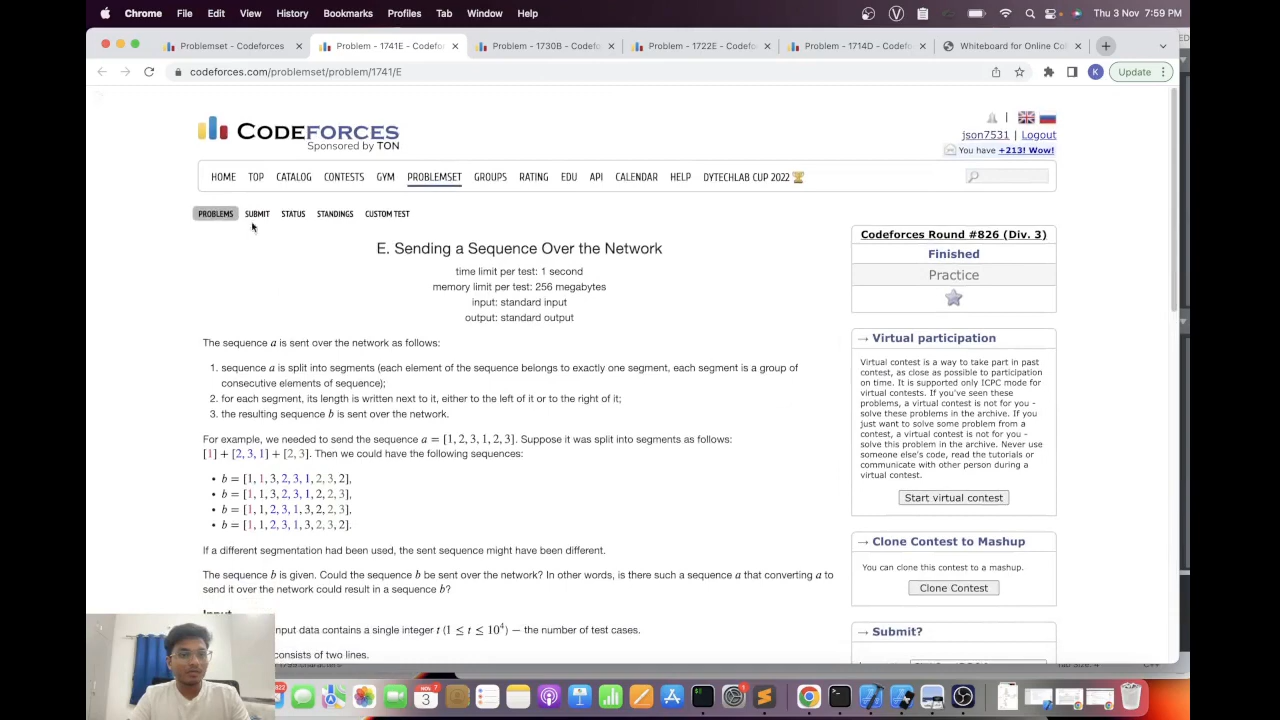 Chrome File Edit View History Bookmarks Profiles Tab Window Help Thu 3 Nov 7:59 PM
Problemset - Codeforces Problem - 1741E - Codefor Problem - 1730B - Codefor Problem - 1722E - Codefo Problem - 1714D - Codefo Whiteboard for Online Col
codeforces.com/problemset/problem/1741/E K Update
CODEFORCES
Sponsored by TON
json7531 | Logout
You have +213! Wow!
HOME TOP CATALOG CONTESTS GYM PROBLEMSET GROUPS RATING EDU API CALENDAR HELP DYTECHLAB CUP 2022
PROBLEMS SUBMIT STATUS STANDINGS CUSTOM TEST
E. Sending a Sequence Over the Network
time limit per test: 1 second
memory limit per test: 256 megabytes
input: standard input
output: standard output
The sequence a is sent over the network as follows:
1. sequence a is split into segments (each element of the sequence belongs to exactly one segment, each segment is a group of
consecutive elements of sequence);
2. for each segment, its length is written next to it, either to the left of it or to the right of it;
3. the resulting sequence b is sent over the network.
For example, we needed to send the sequence a = [1, 2, 3, 1, 2, 3]. Suppose it was split into segments as follows:
[1] + [2, 3, 1] + [2, 3]. Then we could have the following sequences:
• b = [1, 1, 3, 2, 3, 1, 2, 3, 2],
• b = [1, 1, 3, 2, 3, 1, 2, 2, 3],
• b = [1, 1, 2, 3, 1, 3, 2, 2, 3],
• b = [1, 1, 2, 3, 1, 3, 2, 3, 2].
If a different segmentation had been used, the sent sequence might have been different.
The sequence b is given. Could the sequence b be sent over the network? In other words, is there such a sequence a that converting a to
send it over the network could result in a sequence b?
Input
nput data contains a single integer t (1 ≤ t ≤ 10⁴) — the number of test cases.
consists of two lines.
Codeforces Round #826 (Div. 3)
Finished
Practice
→ Virtual participation
Virtual contest is a way to take part in past
contest, as close as possible to participation
on time. It is supported only ICPC mode for
virtual contests. If you've seen these
problems, a virtual contest is not for you -
solve these problems in the archive. If you
just want to solve some problem from a
contest, a virtual contest is not for you -
solve this problem in the archive. Never use
someone else's code, read the tutorials or
communicate with other person during a
virtual contest.
Start virtual contest
→ Clone Contest to Mashup
You can clone this contest to a mashup.
Clone Contest
→ Submit?